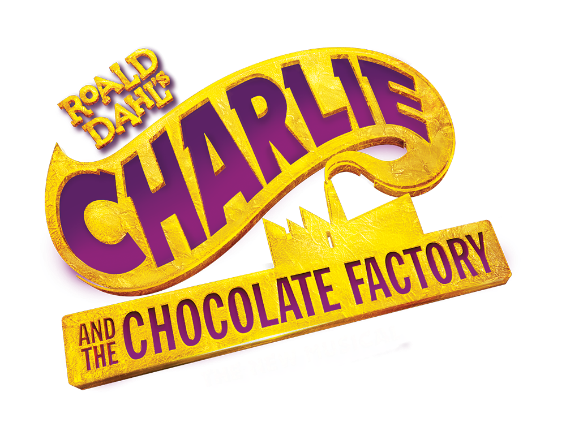 ROALD
DAHL'S
CHARLIE
AND THE CHOCOLATE FACTORY